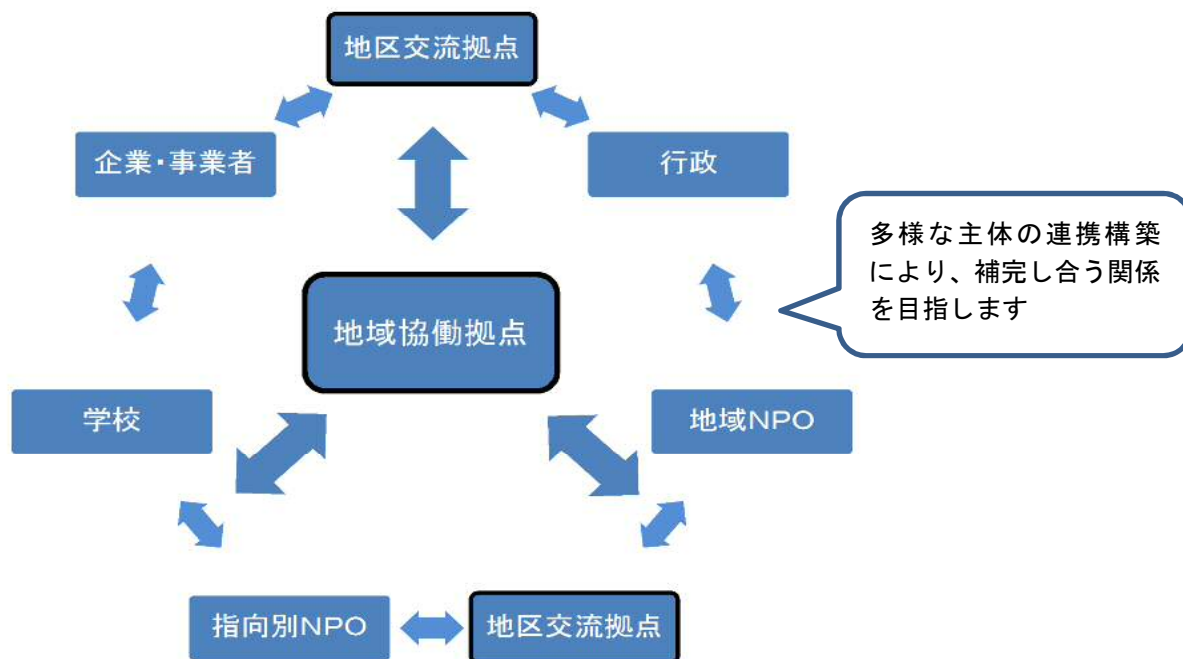 地区交流拠点
企業・事業者
行政
多様な主体の連携構築
により、補完し合う関係
を目指します
地域協働拠点
学校
地域NPO
指向別NPO
地区交流拠点